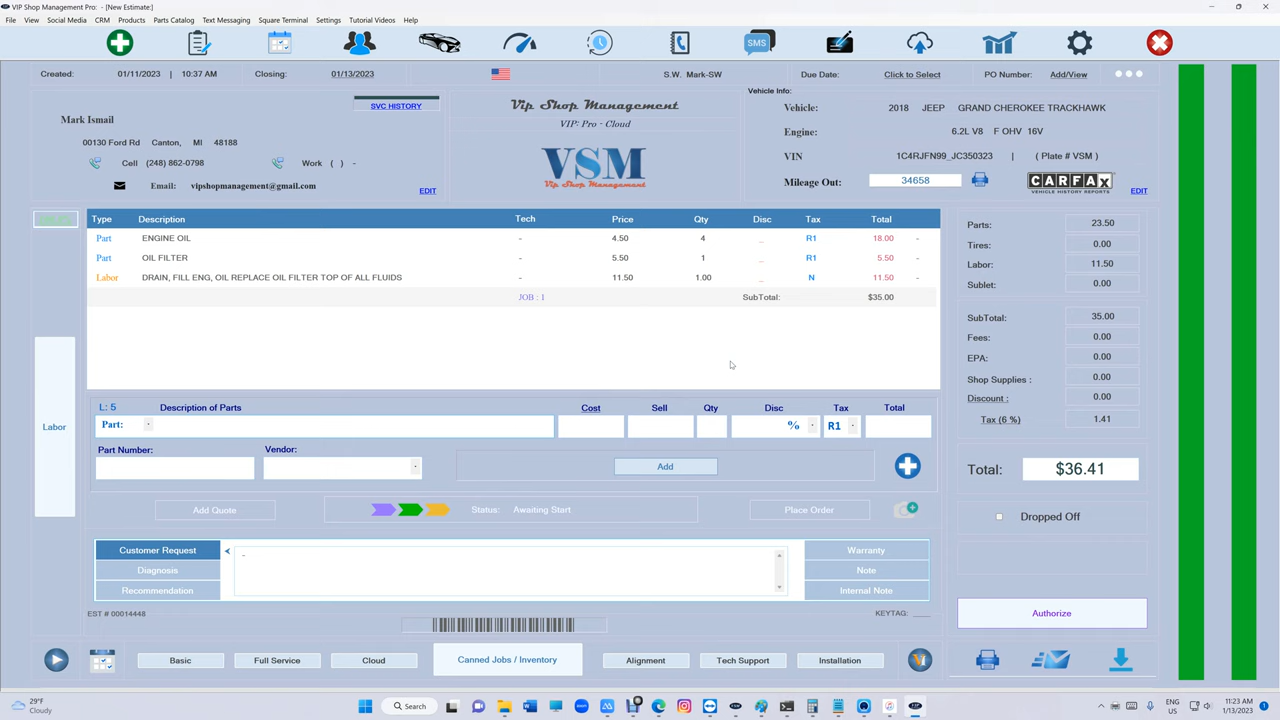 VIP Shop Management Pro: - [New Estimate:]
File View Social Media CRM Products Parts Catalog Text Messaging Square Terminal Settings Tutorial Videos Help
SMS
Created: 01/11/2023 | 10:37 AM Closing: 01/13/2023 S.W. Mark-SW Due Date: Click to Select PO Number: Add/View
SVC HISTORY
Mark Ismail
00130 Ford Rd Canton, MI 48188
Cell (248) 862-0798 Work ( ) -
Email: vipshopmanagement@gmail.com
EDIT
Vip Shop Management
VIP: Pro - Cloud
VSM
Vip Shop Management
Vehicle Info:
Vehicle: 2018 JEEP GRAND CHEROKEE TRACKHAWK
Engine: 6.2L V8 F OHV 16V
VIN 1C4RJFN99_JC350323 | ( Plate # VSM )
Mileage Out: 34658 CARFAX
VEHICLE HISTORY REPORTS
EDIT
Type Description Tech Price Qty Disc Tax Total
Part ENGINE OIL - 4.50 4 _ R1 18.00 -
Part OIL FILTER - 5.50 1 _ R1 5.50 -
Labor DRAIN, FILL ENG, OIL REPLACE OIL FILTER TOP OF ALL FLUIDS - 11.50 1.00 _ N 11.50 -
JOB : 1 SubTotal: $35.00
Labor
L: 5 Description of Parts Cost Sell Qty Disc Tax Total
Part: % R1
Part Number: Vendor:
Add
Add Quote Status: Awaiting Start Place Order
Customer Request - Warranty
Diagnosis Note
Recommendation Internal Note
EST # 00014448 KEYTAG: ___
Parts: 23.50
Tires: 0.00
Labor: 11.50
Sublet: 0.00
SubTotal: 35.00
Fees: 0.00
EPA: 0.00
Shop Supplies : 0.00
Discount : 0.00
Tax (6 %) 1.41
Total: $36.41
Dropped Off
Authorize
Basic Full Service Cloud Canned Jobs / Inventory Alignment Tech Support Installation
29°F
Cloudy
Search
ENG
US
11:23 AM
1/13/2023